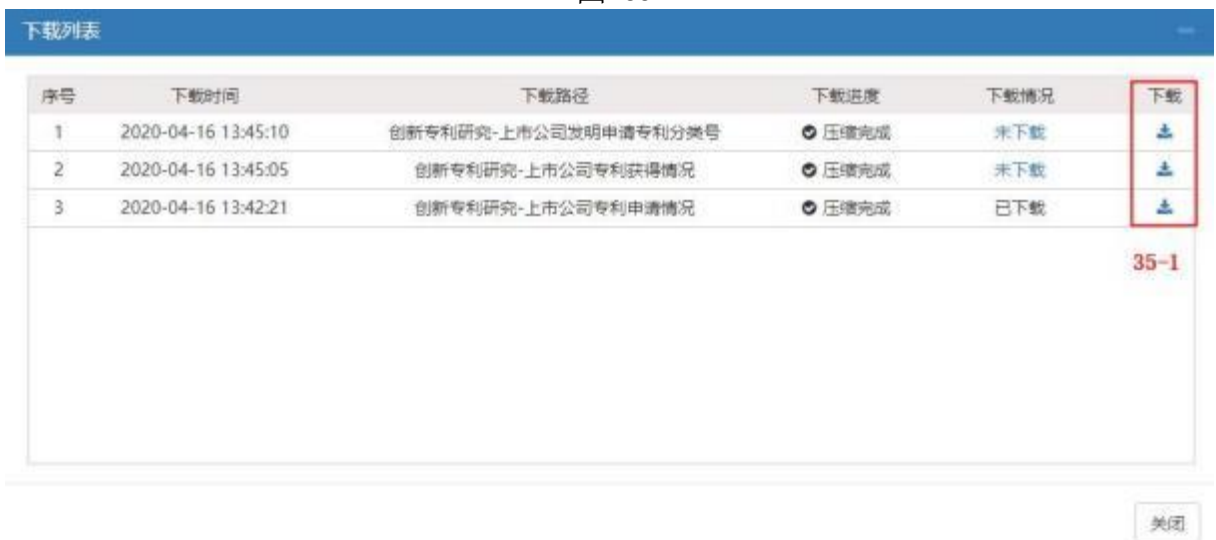 下载列表
序号 下载时间 下载路径 下载进度 下载情况 下载
1 2020-04-16 13:45:10 创新专利研究-上市公司发明申请专利分类号 压缩完成 未下载
2 2020-04-16 13:45:05 创新专利研究-上市公司专利获得情况 压缩完成 未下载
3 2020-04-16 13:42:21 创新专利研究-上市公司专利申请情况 压缩完成 已下载
35-1
关闭